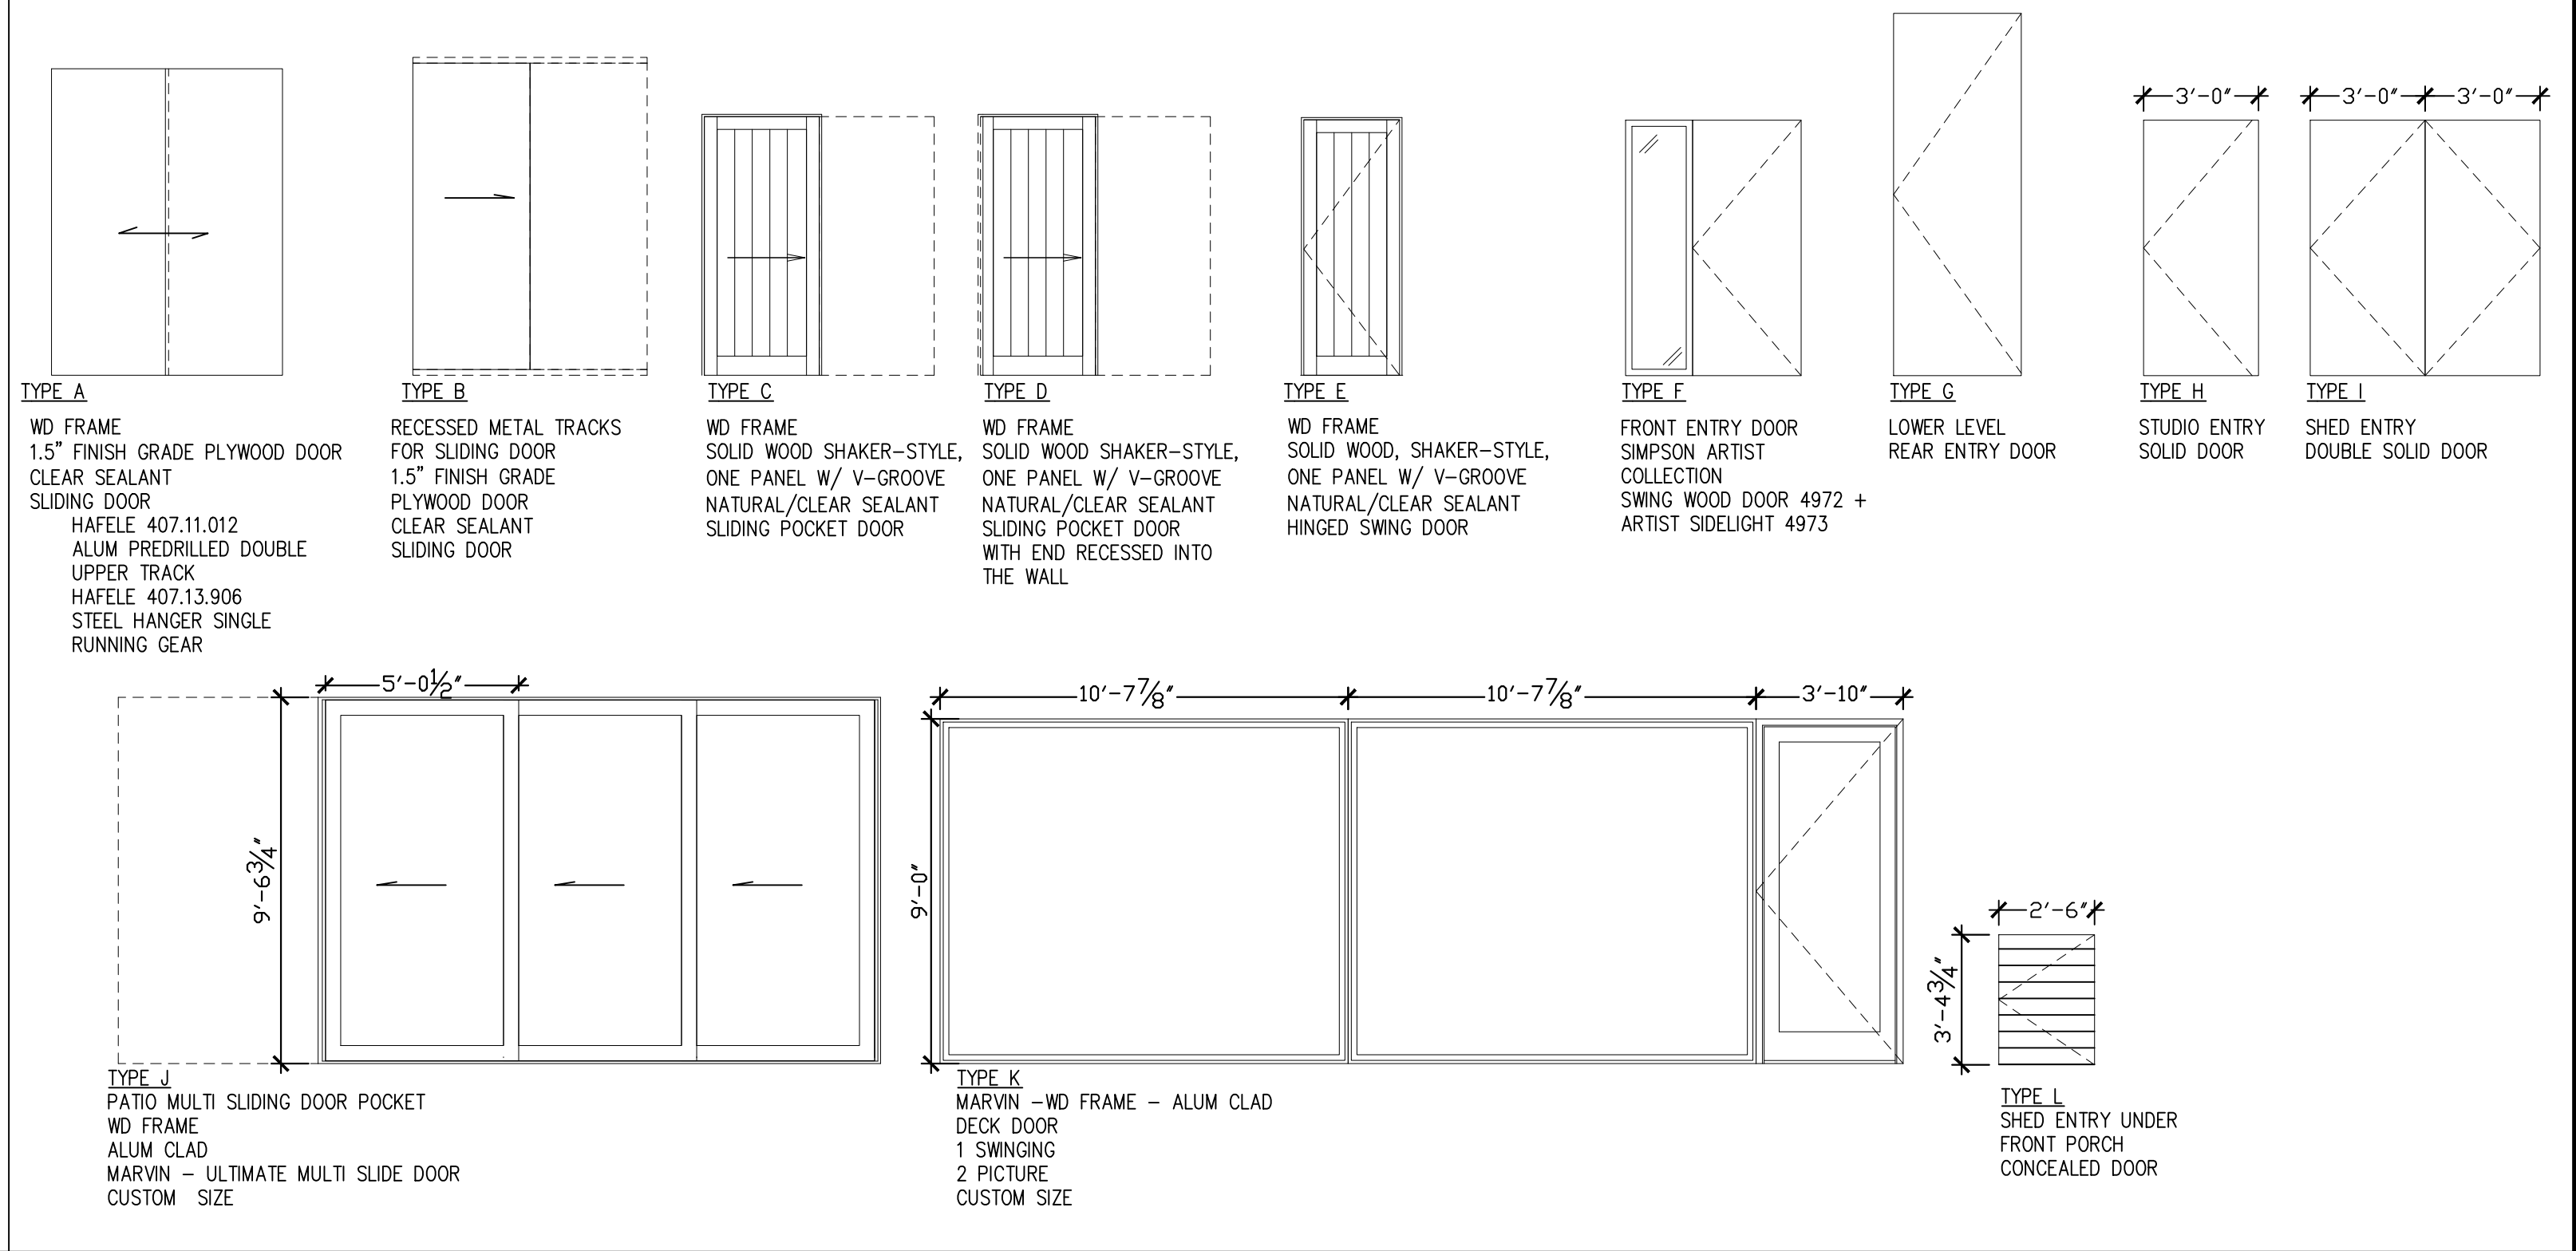 3'-0"
3'-0"
3'-0"
TYPE A
WD FRAME
1.5" FINISH GRADE PLYWOOD DOOR
CLEAR SEALANT
SLIDING DOOR
HAFELE 407.11.012
ALUM PREDRILLED DOUBLE
UPPER TRACK
HAFELE 407.13.906
STEEL HANGER SINGLE
RUNNING GEAR
TYPE B
RECESSED METAL TRACKS
FOR SLIDING DOOR
1.5" FINISH GRADE
PLYWOOD DOOR
CLEAR SEALANT
SLIDING DOOR
TYPE C
WD FRAME
SOLID WOOD SHAKER-STYLE,
ONE PANEL W/ V-GROOVE
NATURAL/CLEAR SEALANT
SLIDING POCKET DOOR
TYPE D
WD FRAME
SOLID WOOD SHAKER-STYLE,
ONE PANEL W/ V-GROOVE
NATURAL/CLEAR SEALANT
SLIDING POCKET DOOR
WITH END RECESSED INTO
THE WALL
TYPE E
WD FRAME
SOLID WOOD, SHAKER-STYLE,
ONE PANEL W/ V-GROOVE
NATURAL/CLEAR SEALANT
HINGED SWING DOOR
TYPE F
FRONT ENTRY DOOR
SIMPSON ARTIST
COLLECTION
SWING WOOD DOOR 4972 +
ARTIST SIDELIGHT 4973
TYPE G
LOWER LEVEL
REAR ENTRY DOOR
TYPE H
STUDIO ENTRY
SOLID DOOR
TYPE I
SHED ENTRY
DOUBLE SOLID DOOR
5'-0½"
9'-6¾"
TYPE J
PATIO MULTI SLIDING DOOR POCKET
WD FRAME
ALUM CLAD
MARVIN - ULTIMATE MULTI SLIDE DOOR
CUSTOM SIZE
10'-7⅞"
10'-7⅞"
3'-10"
9'-0"
TYPE K
MARVIN -WD FRAME - ALUM CLAD
DECK DOOR
1 SWINGING
2 PICTURE
CUSTOM SIZE
2'-6"
3'-4¾"
TYPE L
SHED ENTRY UNDER
FRONT PORCH
CONCEALED DOOR